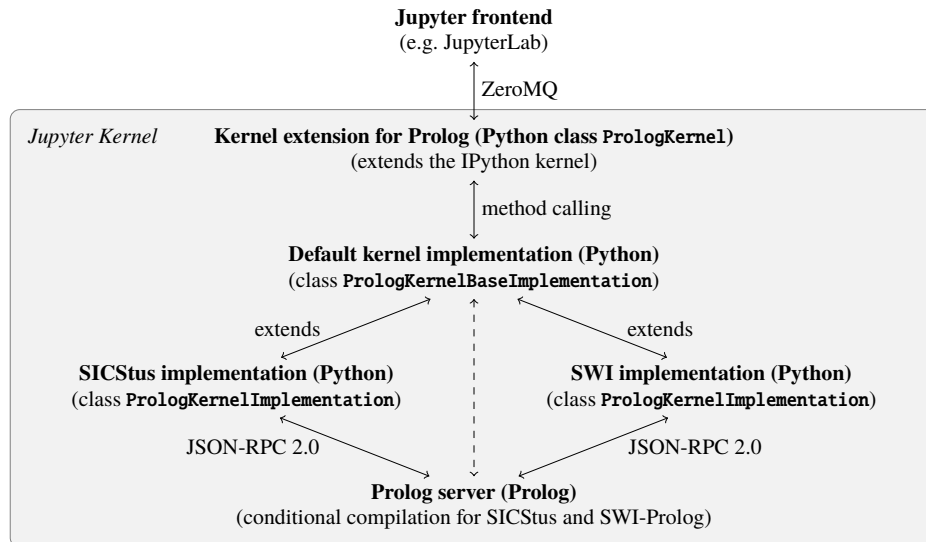 Jupyter frontend
(e.g. JupyterLab)
ZeroMQ
Jupyter Kernel
Kernel extension for Prolog (Python class PrologKernel)
(extends the IPython kernel)
method calling
Default kernel implementation (Python)
(class PrologKernelBaseImplementation)
extends
extends
SICStus implementation (Python)
(class PrologKernelImplementation)
SWI implementation (Python)
(class PrologKernelImplementation)
JSON-RPC 2.0
JSON-RPC 2.0
Prolog server (Prolog)
(conditional compilation for SICStus and SWI-Prolog)